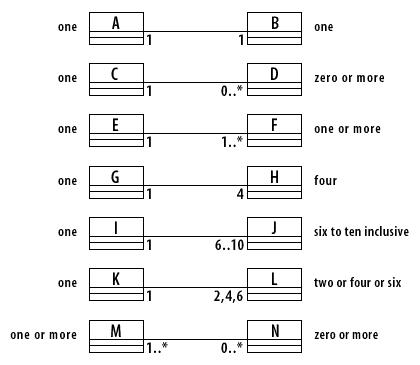 one A B one
1 1
one C D zero or more
1 0..*
one E F one or more
1 1..*
one G H four
1 4
one I J six to ten inclusive
1 6..10
one K L two or four or six
1 2,4,6
one or more M N zero or more
1..* 0..*